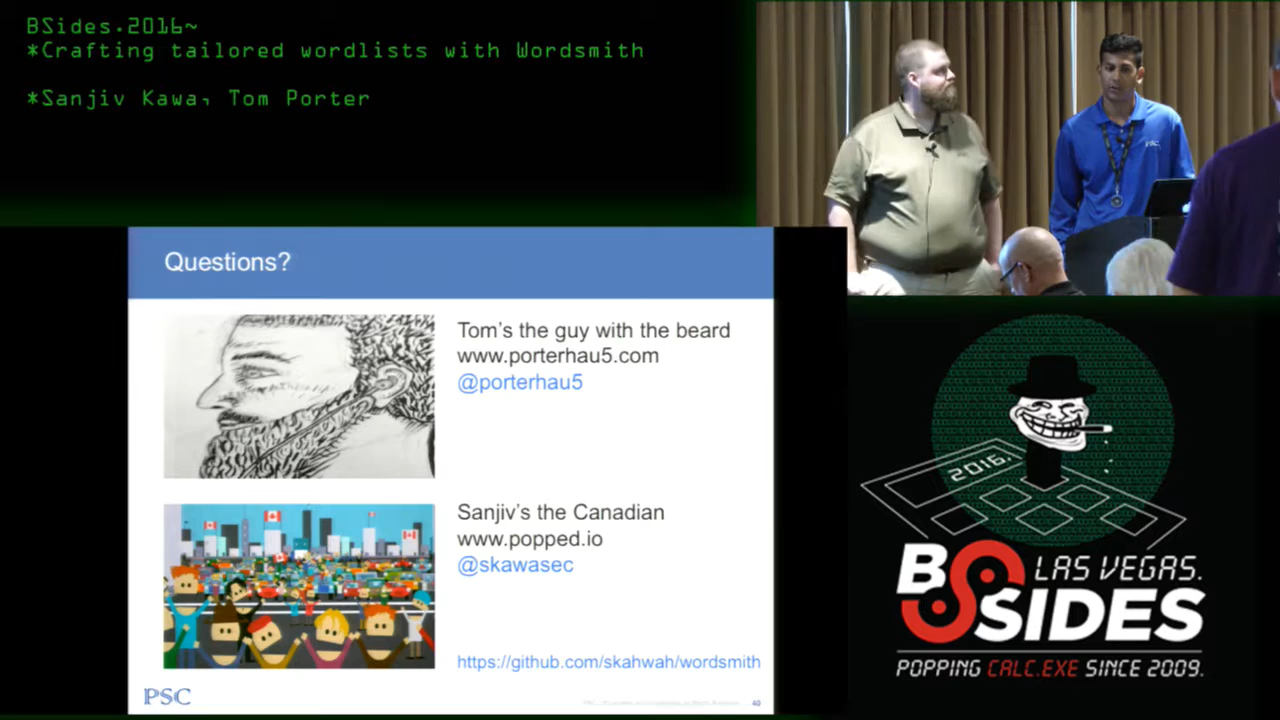 BSides.2016~
*Crafting tailored wordlists with Wordsmith
*Sanjiv Kawa, Tom Porter
PSC
Questions?
Tom's the guy with the beard
www.porterhau5.com
@porterhau5
Sanjiv's the Canadian
www.popped.io
@skawasec
https://github.com/skahwah/wordsmith
PSC
40
2016.
BSIDES
LAS VEGAS.
POPPING CALC.EXE SINCE 2009.